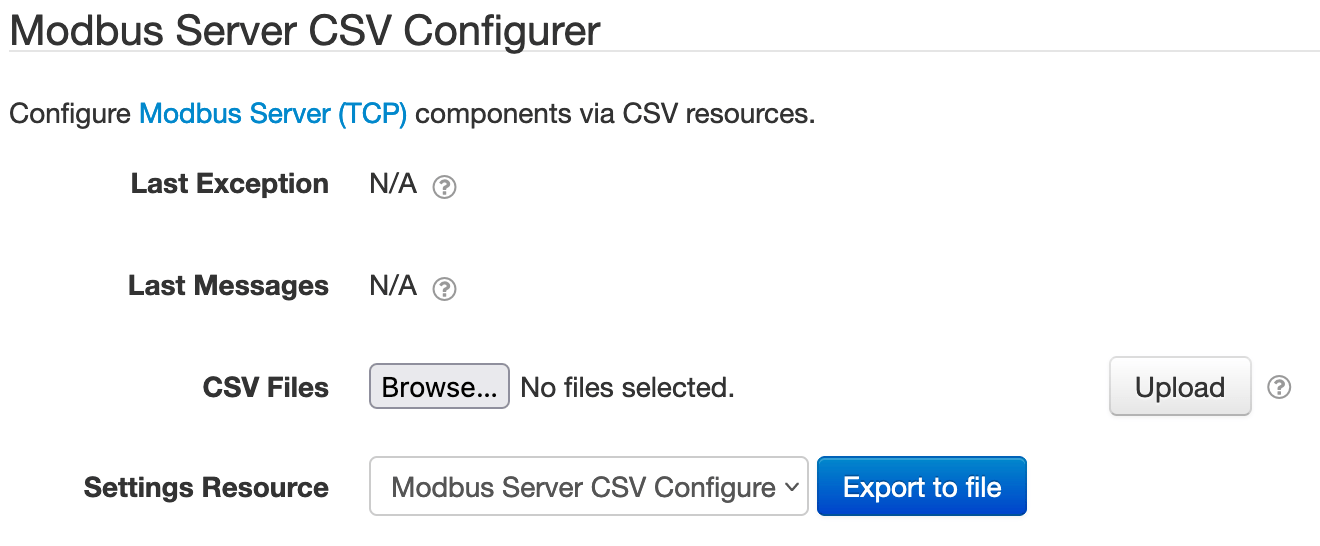 Modbus Server CSV Configurer
Configure Modbus Server (TCP) components via CSV resources.
Last Exception N/A ?
Last Messages N/A ?
CSV Files Browse... No files selected. Upload ?
Settings Resource Modbus Server CSV Configure Export to file